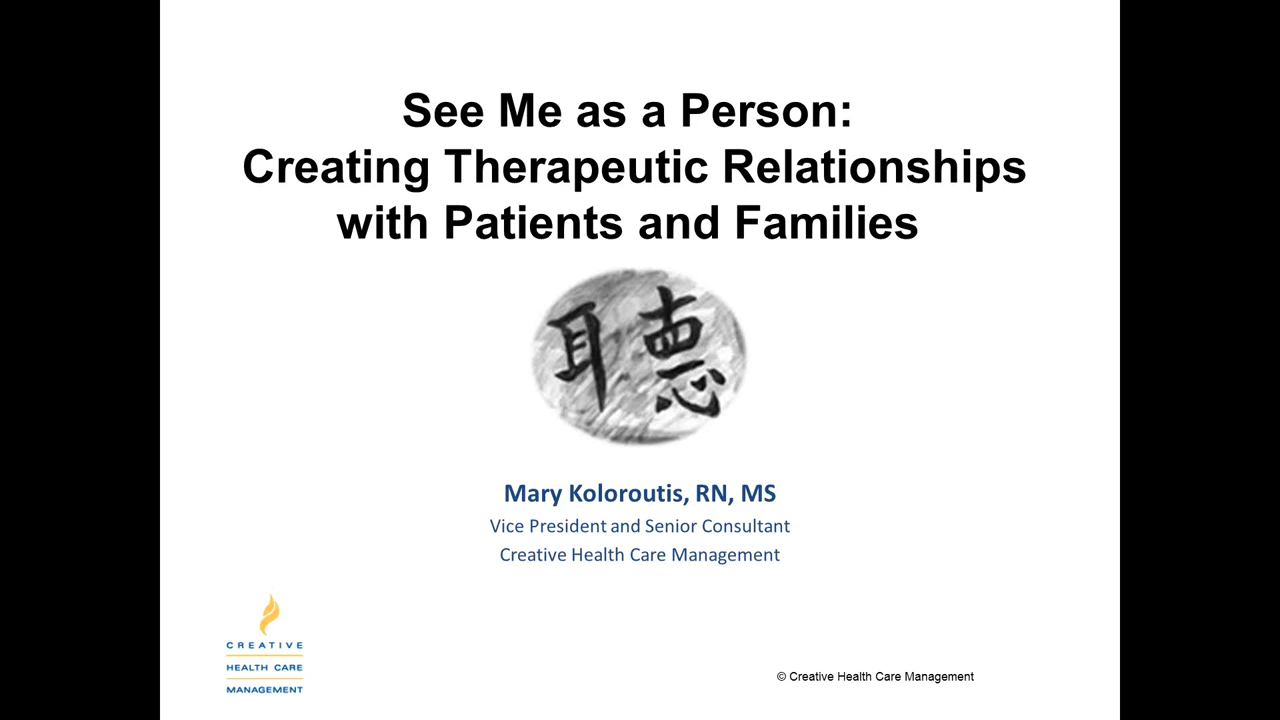 See Me as a Person:
Creating Therapeutic Relationships
with Patients and Families
聽
Mary Koloroutis, RN, MS
Vice President and Senior Consultant
Creative Health Care Management
CREATIVE
HEALTH CARE
MANAGEMENT
© Creative Health Care Management